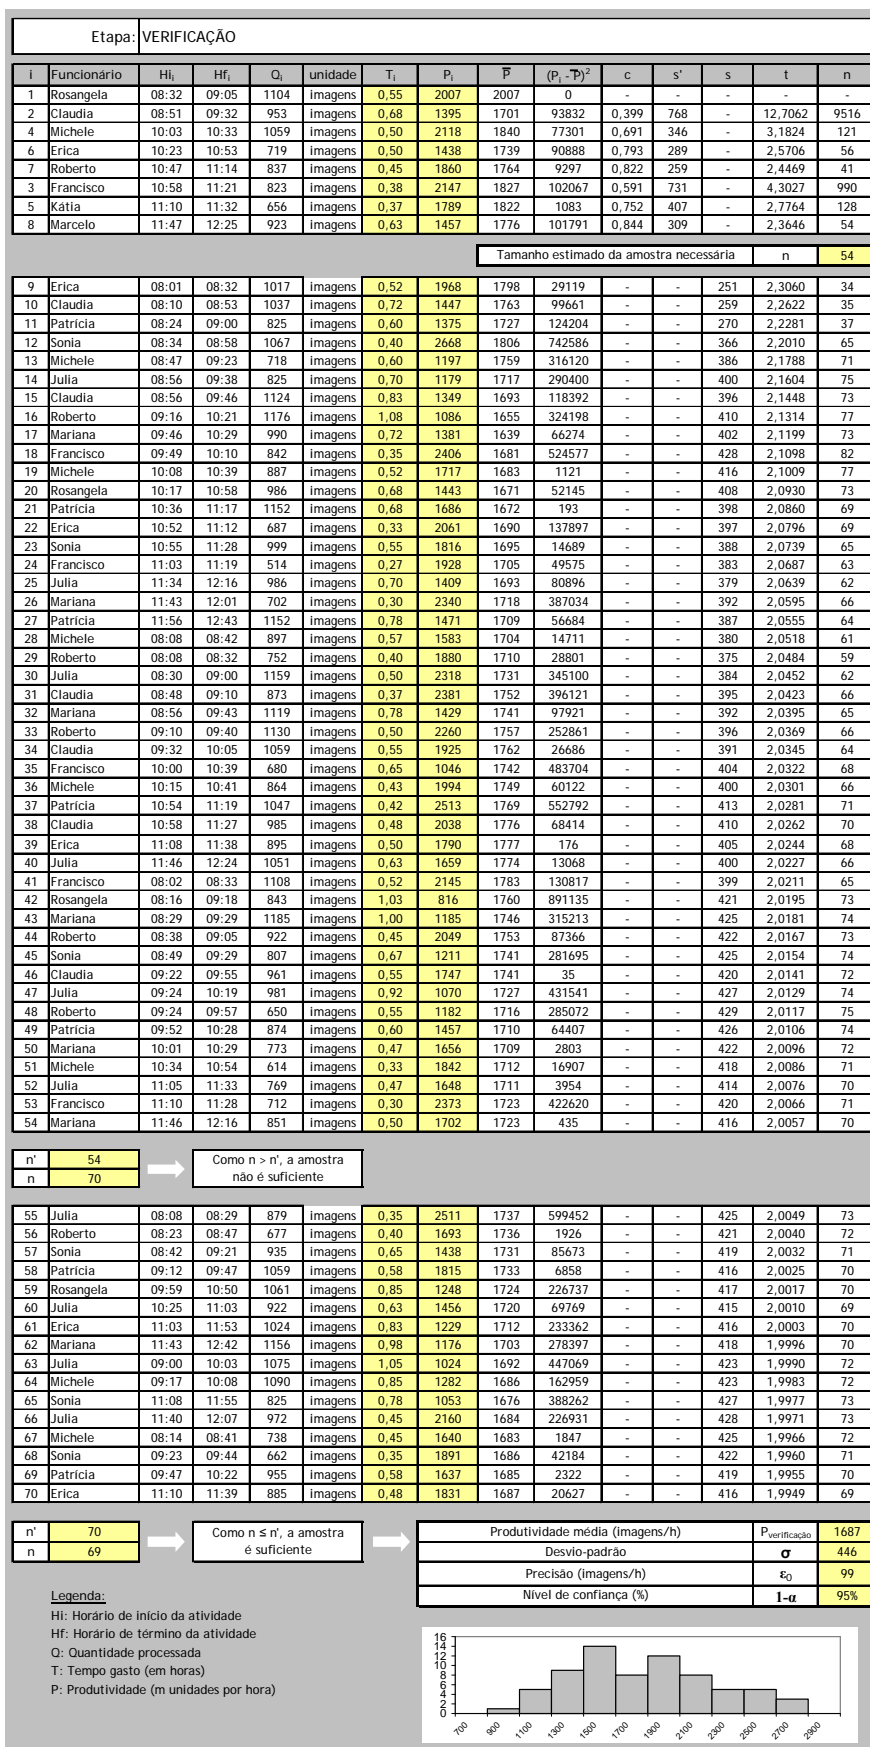 Etapa: VERIFICAÇÃO
i Funcionário Hi_i Hf_i Q_i unidade T_i P_i P̅ (P_i - P̅)² c s' s t n
1 Rosangela 08:32 09:05 1104 imagens 0,55 2007 2007 0 - - - - -
2 Claudia 08:51 09:32 953 imagens 0,68 1395 1701 93832 0,399 768 - 12,7062 9516
4 Michele 10:03 10:33 1059 imagens 0,50 2118 1840 77301 0,691 346 - 3,1824 121
6 Erica 10:23 10:53 719 imagens 0,50 1438 1739 90888 0,793 289 - 2,5706 56
7 Roberto 10:47 11:14 837 imagens 0,45 1860 1764 9297 0,822 259 - 2,4469 41
3 Francisco 10:58 11:21 823 imagens 0,38 2147 1827 102067 0,591 731 - 4,3027 990
5 Kátia 11:10 11:32 656 imagens 0,37 1789 1822 1083 0,752 407 - 2,7764 128
8 Marcelo 11:47 12:25 923 imagens 0,63 1457 1776 101791 0,844 309 - 2,3646 54
Tamanho estimado da amostra necessária n 54
9 Erica 08:01 08:32 1017 imagens 0,52 1968 1798 29119 - - 251 2,3060 34
10 Claudia 08:10 08:53 1037 imagens 0,72 1447 1763 99661 - - 259 2,2622 35
11 Patrícia 08:24 09:00 825 imagens 0,60 1375 1727 124204 - - 270 2,2281 37
12 Sonia 08:34 08:58 1067 imagens 0,40 2668 1806 742586 - - 366 2,2010 65
13 Michele 08:47 09:23 718 imagens 0,60 1197 1759 316120 - - 386 2,1788 71
14 Julia 08:56 09:38 825 imagens 0,70 1179 1717 290400 - - 400 2,1604 75
15 Claudia 08:56 09:46 1124 imagens 0,83 1349 1693 118392 - - 396 2,1448 73
16 Roberto 09:16 10:21 1176 imagens 1,08 1086 1655 324198 - - 410 2,1314 77
17 Mariana 09:46 10:29 990 imagens 0,72 1381 1639 66274 - - 402 2,1199 73
18 Francisco 09:49 10:10 842 imagens 0,35 2406 1681 524577 - - 428 2,1098 82
19 Michele 10:08 10:39 887 imagens 0,52 1717 1683 1121 - - 416 2,1009 77
20 Rosangela 10:17 10:58 986 imagens 0,68 1443 1671 52145 - - 408 2,0930 73
21 Patrícia 10:36 11:17 1152 imagens 0,68 1686 1672 193 - - 398 2,0860 69
22 Erica 10:52 11:12 687 imagens 0,33 2061 1690 137897 - - 397 2,0796 69
23 Sonia 10:55 11:28 999 imagens 0,55 1816 1695 14689 - - 388 2,0739 65
24 Francisco 11:03 11:19 514 imagens 0,27 1928 1705 49575 - - 383 2,0687 63
25 Julia 11:34 12:16 986 imagens 0,70 1409 1693 80896 - - 379 2,0639 62
26 Mariana 11:43 12:01 702 imagens 0,30 2340 1718 387034 - - 392 2,0595 66
27 Patrícia 11:56 12:43 1152 imagens 0,78 1471 1709 56684 - - 387 2,0555 64
28 Michele 08:08 08:42 897 imagens 0,57 1583 1704 14711 - - 380 2,0518 61
29 Roberto 08:08 08:32 752 imagens 0,40 1880 1710 28801 - - 375 2,0484 59
30 Julia 08:30 09:00 1159 imagens 0,50 2318 1731 345100 - - 384 2,0452 62
31 Claudia 08:48 09:10 873 imagens 0,37 2381 1752 396121 - - 395 2,0423 66
32 Mariana 08:56 09:43 1119 imagens 0,78 1429 1741 97921 - - 392 2,0395 65
33 Roberto 09:10 09:40 1130 imagens 0,50 2260 1757 252861 - - 396 2,0369 66
34 Claudia 09:32 10:05 1059 imagens 0,55 1925 1762 26686 - - 391 2,0345 64
35 Francisco 10:00 10:39 680 imagens 0,65 1046 1742 483704 - - 404 2,0322 68
36 Michele 10:15 10:41 864 imagens 0,43 1994 1749 60122 - - 400 2,0301 66
37 Patrícia 10:54 11:19 1047 imagens 0,42 2513 1769 552792 - - 413 2,0281 71
38 Claudia 10:58 11:27 985 imagens 0,48 2038 1776 68414 - - 410 2,0262 70
39 Erica 11:08 11:38 895 imagens 0,50 1790 1777 176 - - 405 2,0244 68
40 Julia 11:46 12:24 1051 imagens 0,63 1659 1774 13068 - - 400 2,0227 66
41 Francisco 08:02 08:33 1108 imagens 0,52 2145 1783 130817 - - 399 2,0211 65
42 Rosangela 08:16 09:18 843 imagens 1,03 816 1760 891135 - - 421 2,0195 73
43 Mariana 08:29 09:29 1185 imagens 1,00 1185 1746 315213 - - 425 2,0181 74
44 Roberto 08:38 09:05 922 imagens 0,45 2049 1753 87366 - - 422 2,0167 73
45 Sonia 08:49 09:29 807 imagens 0,67 1211 1741 281695 - - 425 2,0154 74
46 Claudia 09:22 09:55 961 imagens 0,55 1747 1741 35 - - 420 2,0141 72
47 Julia 09:24 10:19 981 imagens 0,92 1070 1727 431541 - - 427 2,0129 74
48 Roberto 09:24 09:57 650 imagens 0,55 1182 1716 285072 - - 429 2,0117 75
49 Patrícia 09:52 10:28 874 imagens 0,60 1457 1710 64407 - - 426 2,0106 74
50 Mariana 10:01 10:29 773 imagens 0,47 1656 1709 2803 - - 422 2,0096 72
51 Michele 10:34 10:54 614 imagens 0,33 1842 1712 16907 - - 418 2,0086 71
52 Julia 11:05 11:33 769 imagens 0,47 1648 1711 3954 - - 414 2,0076 70
53 Francisco 11:10 11:28 712 imagens 0,30 2373 1723 422620 - - 420 2,0066 71
54 Mariana 11:46 12:16 851 imagens 0,50 1702 1723 435 - - 416 2,0057 70
n' 54 Como n > n', a amostra
n 70 não é suficiente
55 Julia 08:08 08:29 879 imagens 0,35 2511 1737 599452 - - 425 2,0049 73
56 Roberto 08:23 08:47 677 imagens 0,40 1693 1736 1926 - - 421 2,0040 72
57 Sonia 08:42 09:21 935 imagens 0,65 1438 1731 85673 - - 419 2,0032 71
58 Patrícia 09:12 09:47 1059 imagens 0,58 1815 1733 6858 - - 416 2,0025 70
59 Rosangela 09:59 10:50 1061 imagens 0,85 1248 1724 226737 - - 417 2,0017 70
60 Julia 10:25 11:03 922 imagens 0,63 1456 1720 69769 - - 415 2,0010 69
61 Erica 11:03 11:53 1024 imagens 0,83 1229 1712 233362 - - 416 2,0003 70
62 Mariana 11:43 12:42 1156 imagens 0,98 1176 1703 278397 - - 418 1,9996 70
63 Julia 09:00 10:03 1075 imagens 1,05 1024 1692 447069 - - 423 1,9990 72
64 Michele 09:17 10:08 1090 imagens 0,85 1282 1686 162959 - - 423 1,9983 72
65 Sonia 11:08 11:55 825 imagens 0,78 1053 1676 388262 - - 427 1,9977 73
66 Julia 11:40 12:07 972 imagens 0,45 2160 1684 226931 - - 428 1,9971 73
67 Michele 08:14 08:41 738 imagens 0,45 1640 1683 1847 - - 425 1,9966 72
68 Sonia 09:23 09:44 662 imagens 0,35 1891 1686 42184 - - 422 1,9960 71
69 Patrícia 09:47 10:22 955 imagens 0,58 1637 1685 2322 - - 419 1,9955 70
70 Erica 11:10 11:39 885 imagens 0,48 1831 1687 20627 - - 416 1,9949 69
n' 70 Como n ≤ n', a amostra
n 69 é suficiente
Produtividade média (imagens/h) P_verificação 1687
Desvio-padrão σ 446
Precisão (imagens/h) ε_0 99
Nível de confiança (%) 1-α 95%
Legenda:
Hi: Horário de início da atividade
Hf: Horário de término da atividade
Q: Quantidade processada
T: Tempo gasto (em horas)
P: Produtividade (m unidades por hora)
16
14
12
10
8
6
4
2
0
700 900 1100 1300 1500 1700 1900 2100 2300 2500 2700 2900